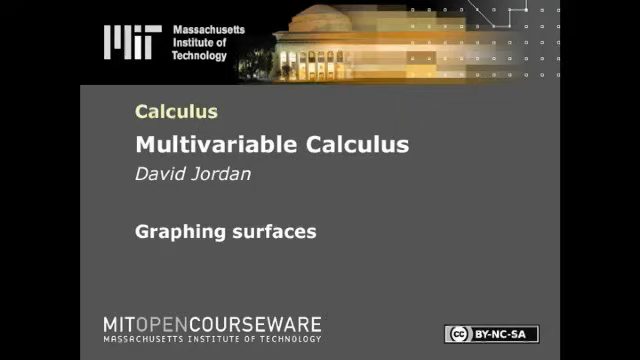 MIT
Massachusetts
Institute of
Technology
Calculus
Multivariable Calculus
David Jordan
Graphing surfaces
MITOPENCOURSEWARE
MASSACHUSETTS INSTITUTE OF TECHNOLOGY
cc BY-NC-SA